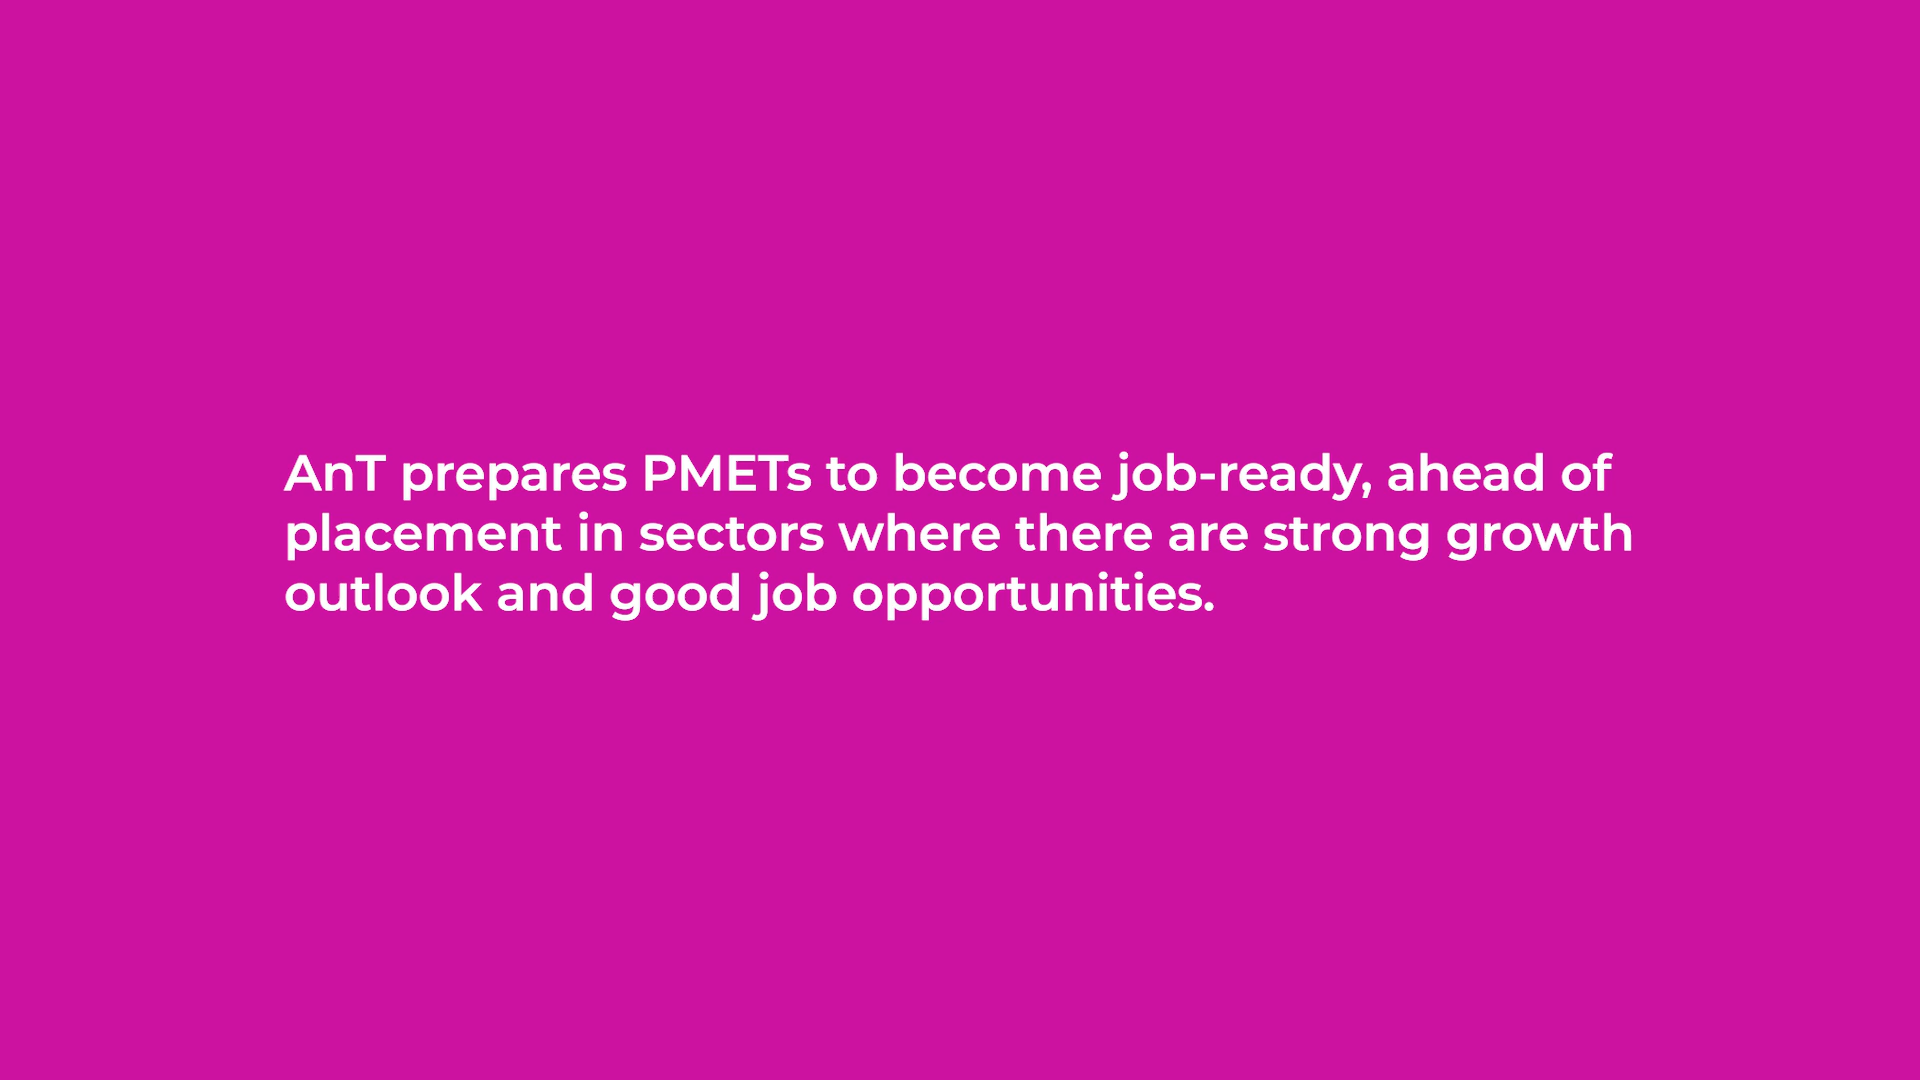 AnT prepares PMETs to become job-ready, ahead of
placement in sectors where there are strong growth
outlook and good job opportunities.